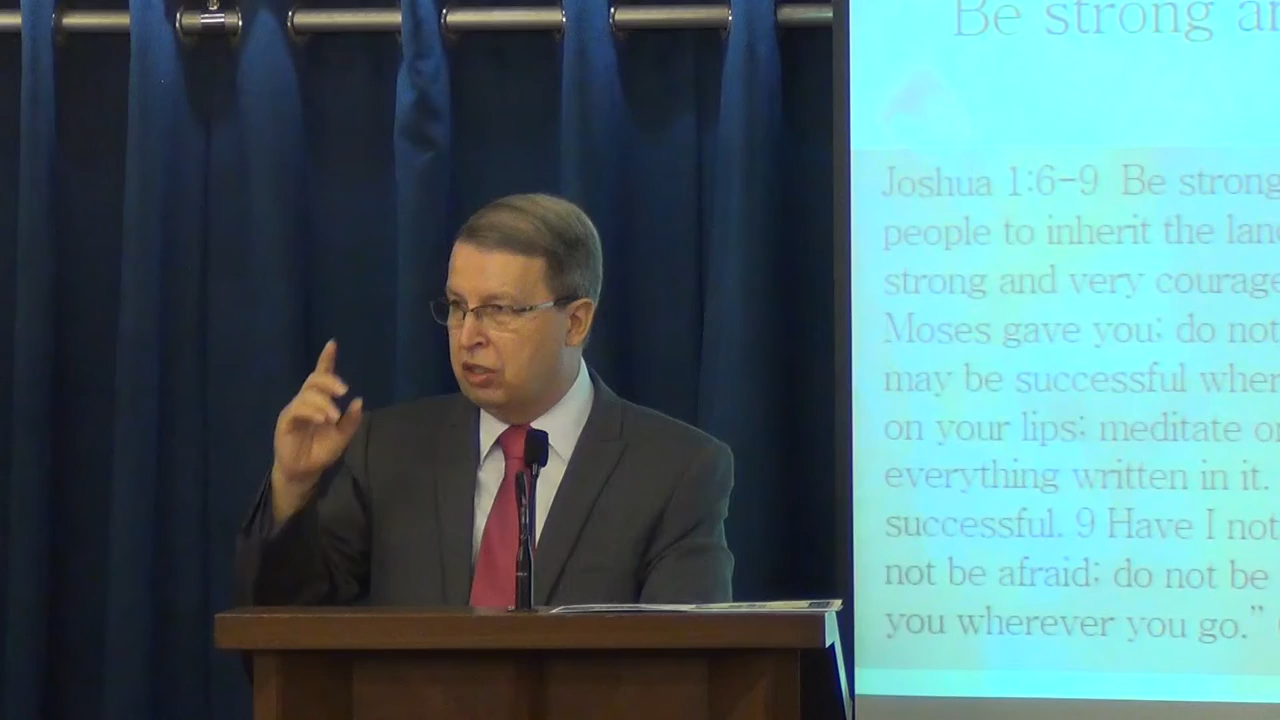 Be strong a
Joshua 1:6-9 Be strong
people to inherit the lan
strong and very courage
Moses gave you; do not
may be successful wher
on your lips; meditate o
everything written in it.
successful. 9 Have I not
not be afraid; do not be
you wherever you go."